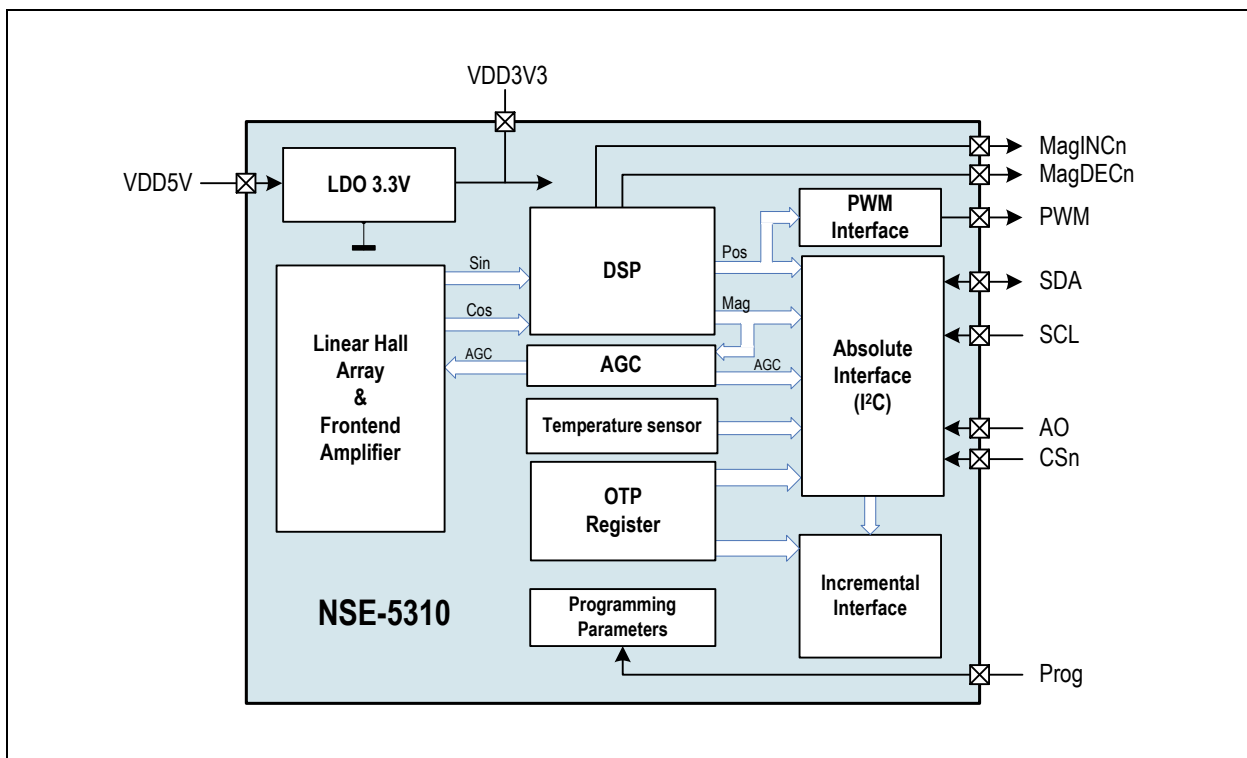 VDD3V3
VDD5V
LDO 3.3V
MagINCn
MagDECn
PWM
Interface
PWM
DSP
Sin
Cos
AGC
Pos
Mag
AGC
AGC
Linear Hall
Array
&
Frontend
Amplifier
Absolute
Interface
(I²C)
SDA
SCL
AO
CSn
Temperature sensor
OTP
Register
Incremental
Interface
NSE-5310
Programming
Parameters
Prog